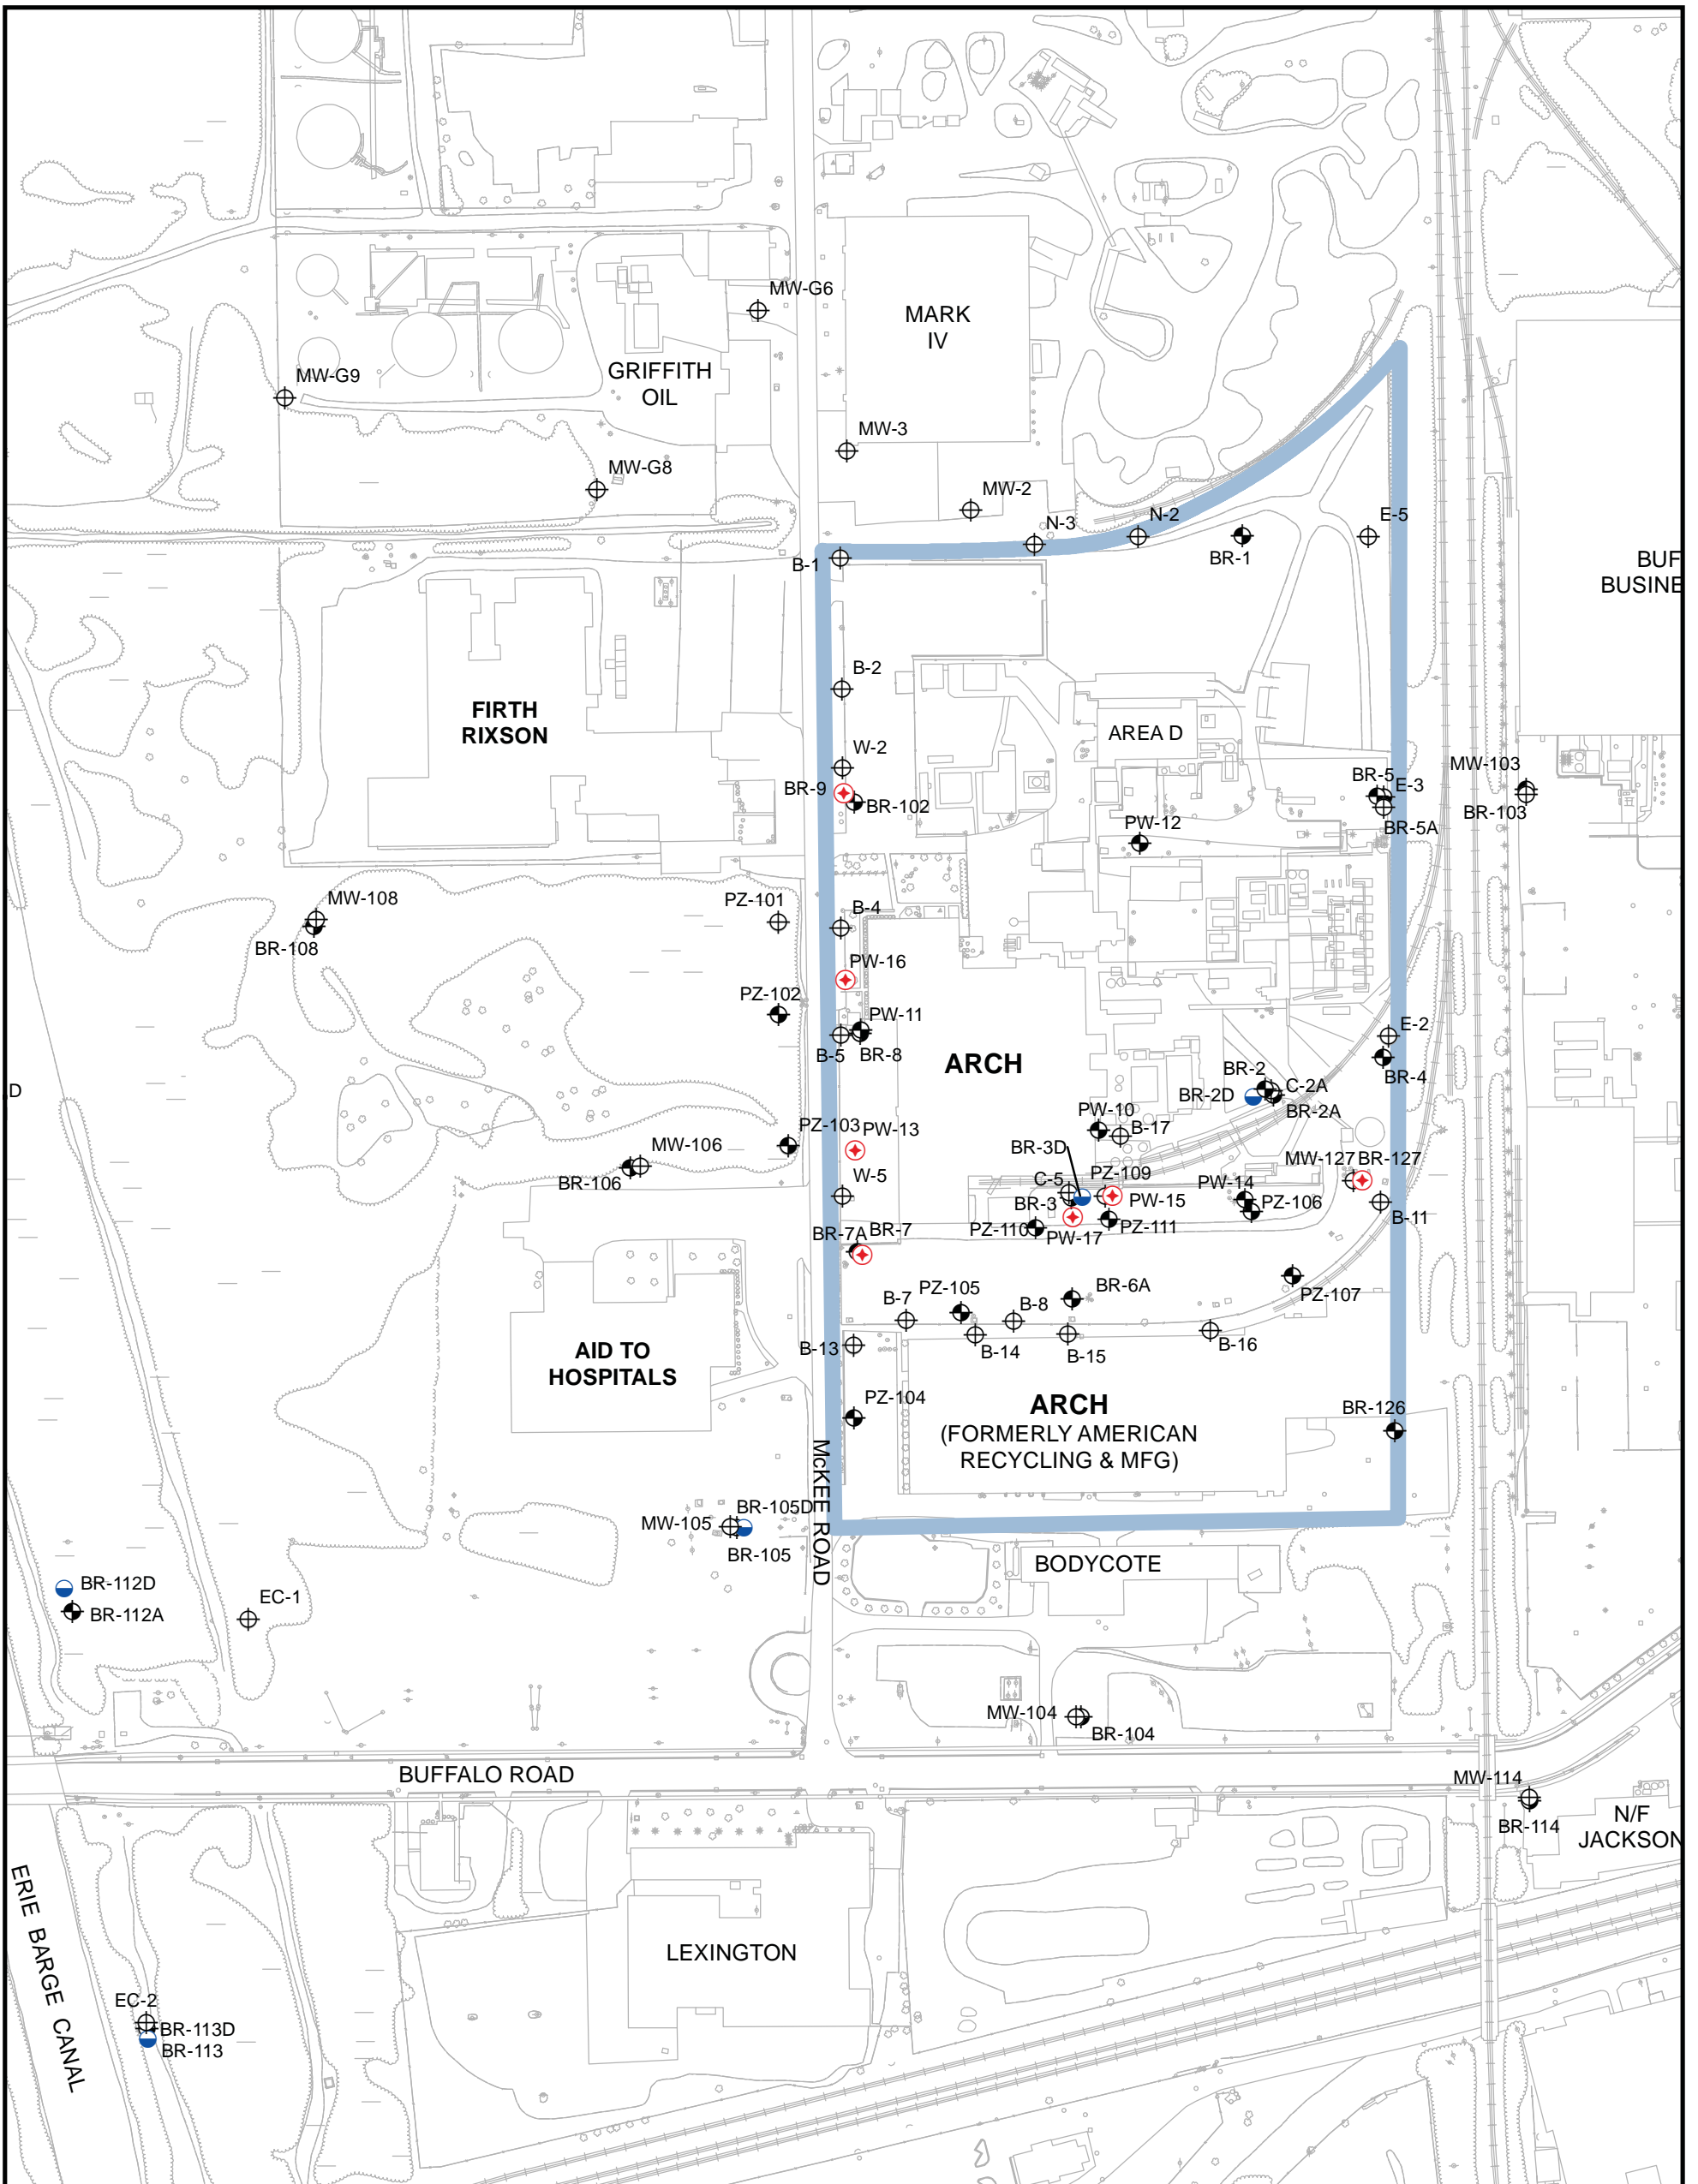 MW-G6
MARK
IV
MW-G9
GRIFFITH
OIL
MW-3
MW-G8
MW-2
N-3
N-2
E-5
BR-1
B-1
BUF
BUSINE
B-2
FIRTH
RIXSON
AREA D
W-2
BR-9
BR-102
BR-5
E-3
BR-5A
MW-103
BR-103
PW-12
MW-108
BR-108
PZ-101
B-4
PW-16
PZ-102
PW-11
B-5
BR-8
E-2
BR-4
ARCH
D
BR-2
C-2A
BR-2D
BR-2A
PW-10
B-17
PZ-103
PW-13
BR-3D
MW-106
BR-106
W-5
C-5
PZ-109
BR-3
PW-15
PW-14
PZ-106
MW-127
BR-127
B-11
PZ-110
PW-17
PZ-111
BR-7A
BR-7
PZ-107
B-7
PZ-105
B-8
BR-6A
B-13
B-14
B-15
B-16
AID TO
HOSPITALS
PZ-104
ARCH
(FORMERLY AMERICAN
RECYCLING & MFG)
BR-126
McKEE ROAD
MW-105
BR-105D
BR-105
BODYCOTE
BR-112D
BR-112A
EC-1
MW-104
BR-104
BUFFALO ROAD
MW-114
BR-114
N/F
JACKSON
ERIE BARGE CANAL
LEXINGTON
EC-2
BR-113D
BR-113